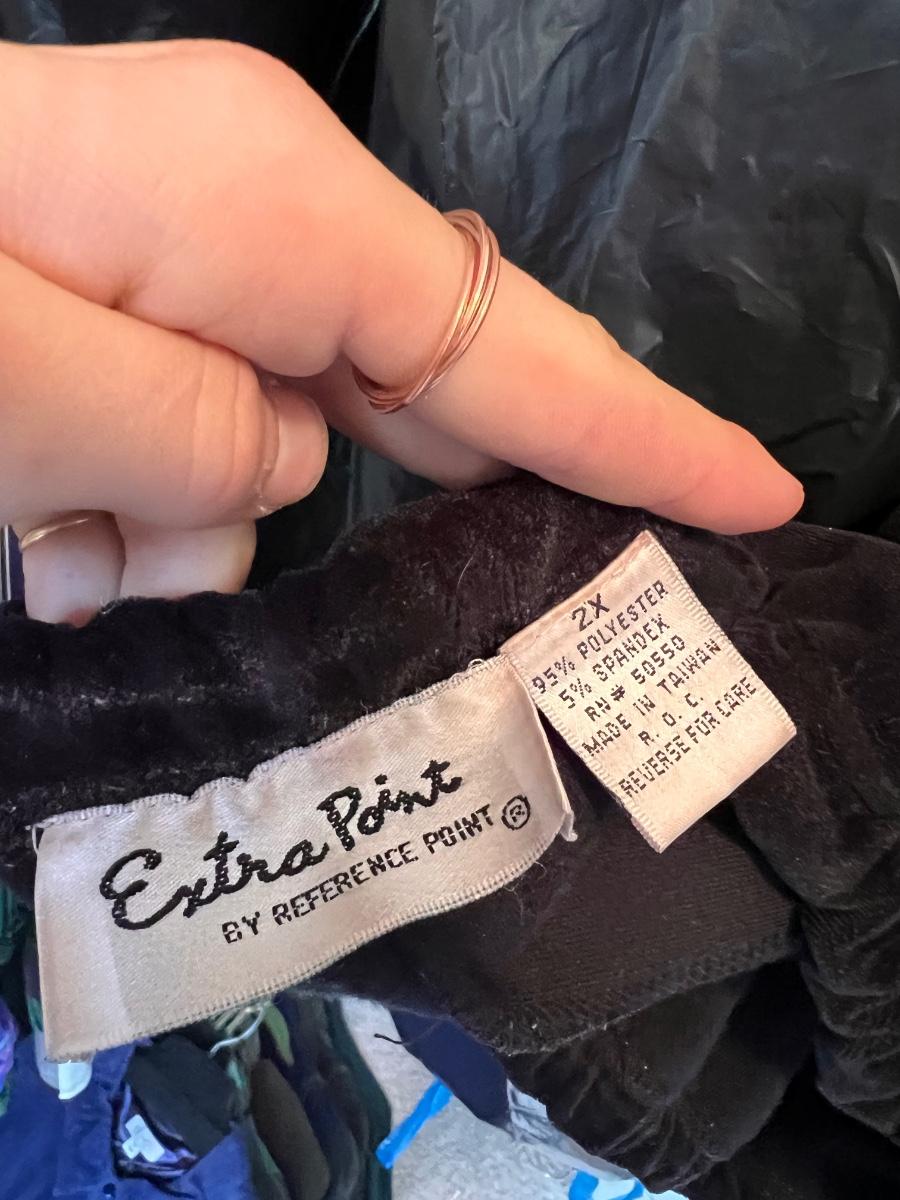 Extra Point
BY REFERENCE POINT ®
2X
95% POLYESTER
5% SPANDEX
RN# 50550
MADE IN TAIWAN
R. O. C.
REVERSE FOR CARE